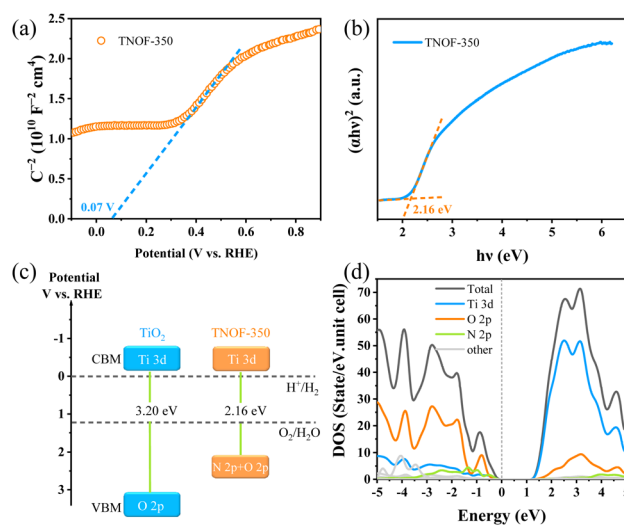 (a)
TNOF-350
C⁻² (10¹⁰ F⁻² cm⁴)
2.5
2.0
1.5
1.0
0.5
0.0
0.07 V
0.0 0.2 0.4 0.6 0.8
Potential (V vs. RHE)
(b)
TNOF-350
(αhν)² (a.u.)
2.16 eV
2 3 4 5 6
hν (eV)
(c)
Potential
V vs. RHE
TiO₂ TNOF-350
-1
CBM Ti 3d Ti 3d
0
H⁺/H₂
3.20 eV 2.16 eV
1
O₂/H₂O
2
N 2p+O 2p
3
VBM O 2p
(d)
DOS (State/eV,unit cell)
80
70
60
50
40
30
20
10
0
Total
Ti 3d
O 2p
N 2p
other
-5 -4 -3 -2 -1 0 1 2 3 4 5
Energy (eV)